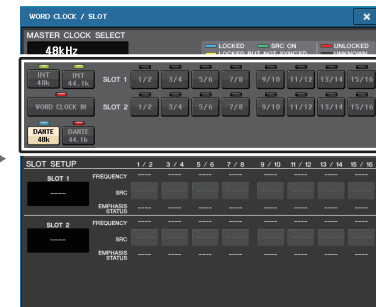 WORD CLOCK / SLOT
MASTER CLOCK SELECT
48kHz
LOCKED SRC ON UNLOCKED
LOCKED BUT NOT SYNC'ED UNKNOWN
INT 48k INT 44.1k SLOT 1 1/2 3/4 5/6 7/8 9/10 11/12 13/14 15/16
WORD CLOCK IN SLOT 2 1/2 3/4 5/6 7/8 9/10 11/12 13/14 15/16
DANTE 48k DANTE 44.1k
SLOT SETUP 1 / 2 3 / 4 5 / 6 7 / 8 9 / 10 11 / 12 13 / 14 15 / 16
SLOT 1 FREQUENCY ---- ---- ---- ---- ---- ---- ---- ----
---- SRC ---- ---- ---- ---- ---- ---- ---- ----
EMPHASIS STATUS ---- ---- ---- ---- ---- ---- ---- ----
SLOT 2 FREQUENCY ---- ---- ---- ---- ---- ---- ---- ----
---- SRC ---- ---- ---- ---- ---- ---- ---- ----
EMPHASIS STATUS ---- ---- ---- ---- ---- ---- ---- ----